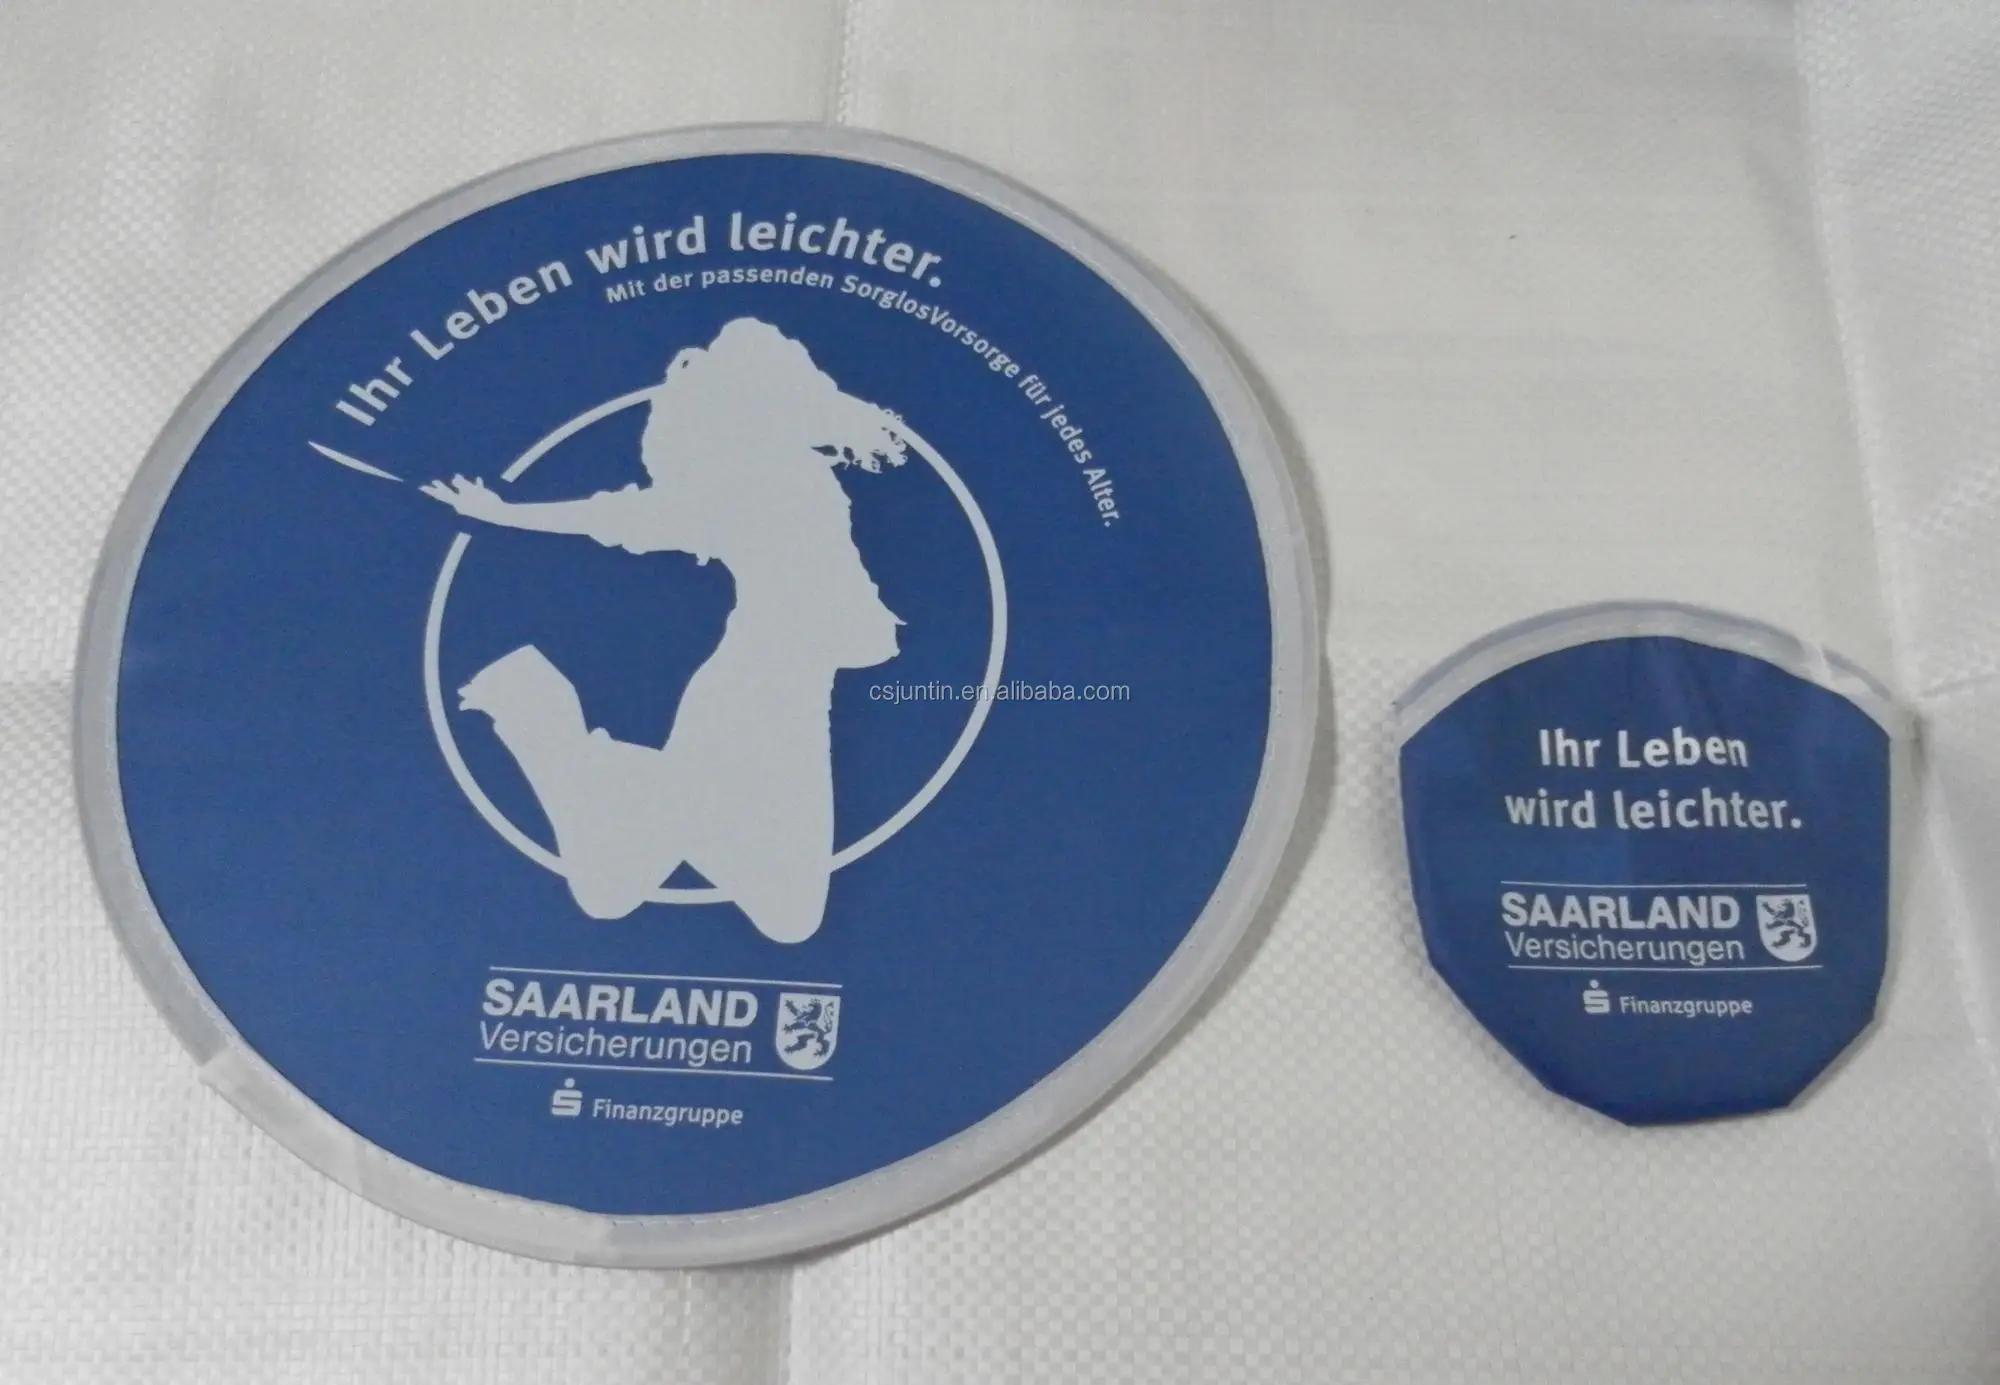 Ihr Leben wird leichter.
Mit der passenden SorglosVorsorge für jedes Alter.
csjuntin.en.alibaba.com
SAARLAND
Versicherungen
Finanzgruppe
Ihr Leben
wird leichter.
SAARLAND
Versicherungen
Finanzgruppe